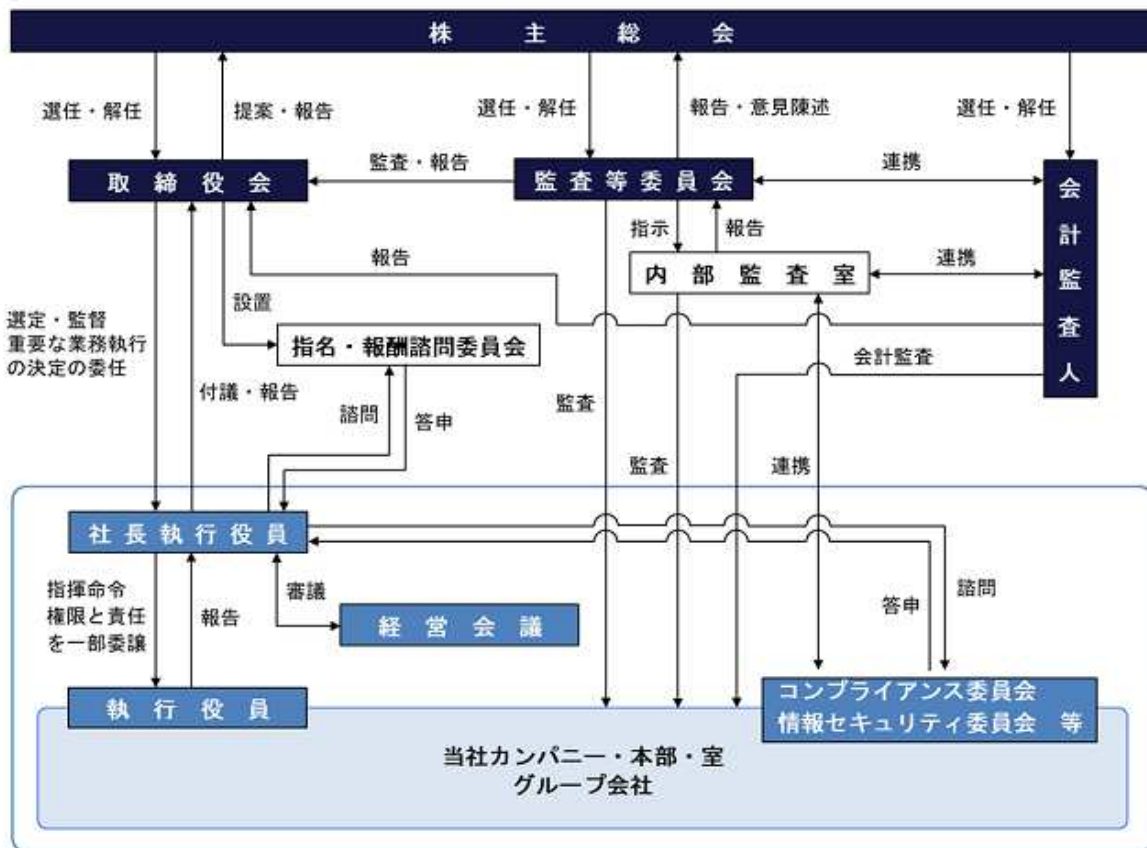 株主総会
選任・解任
提案・報告
選任・解任
報告・意見陳述
選任・解任
取締役会
監査・報告
監査等委員会
連携
会計監査人
指示
報告
報告
内部監査室
連携
設置
選定・監督
重要な業務執行
の決定の委任
指名・報酬諮問委員会
会計監査
付議・報告
諮問
答申
監査
監査
連携
社長執行役員
指揮命令
権限と責任
を一部委譲
報告
審議
経営会議
答申
諮問
執行役員
コンプライアンス委員会
情報セキュリティ委員会 等
当社カンパニー・本部・室
グループ会社